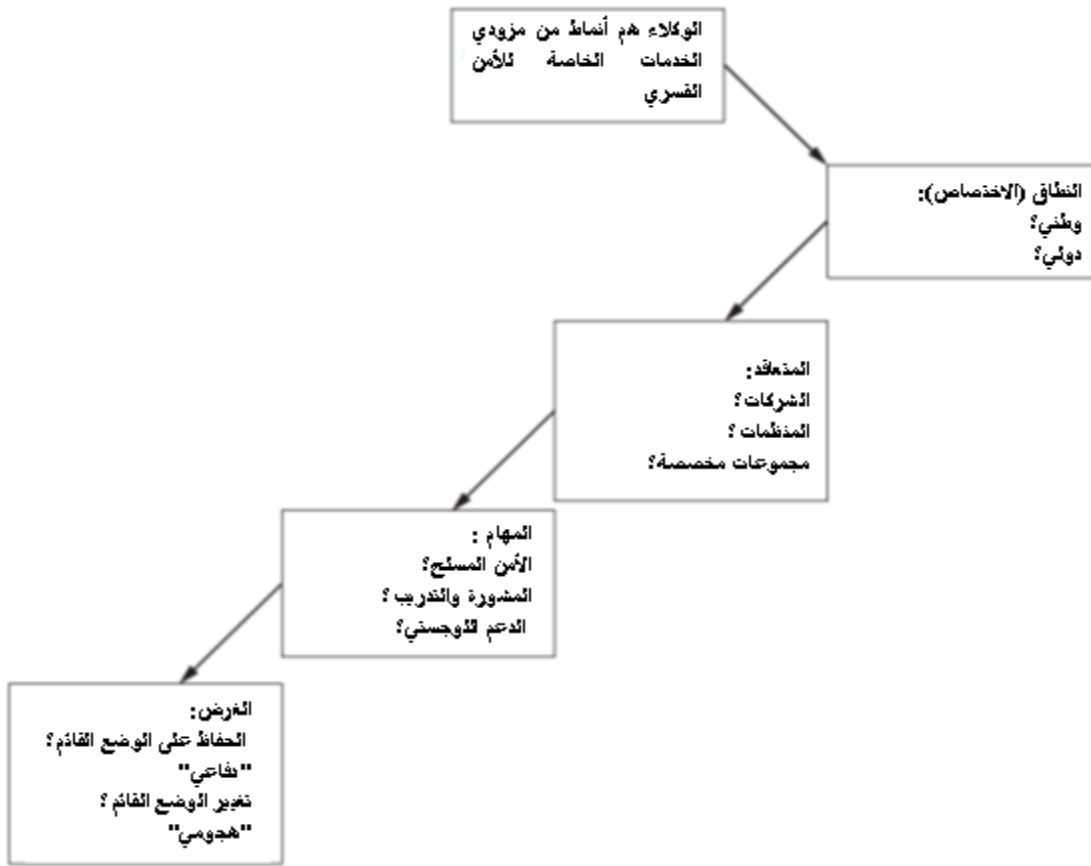 الوكلاء هم أنماط من مزودي
الخدمات الخاصة للأمن
القسري
النطاق (الاختصاص):
وطني؟
دولي؟
المتعاقد:
الشركات؟
المنظمات؟
مجموعات مخصصة؟
المهام :
الأمن المسلح؟
المشورة والتدريب؟
الدعم اللوجستي؟
الغرض:
الحفاظ على الوضع القائم؟
"دفاعي"
تغيير الوضع القائم؟
"هجومي"